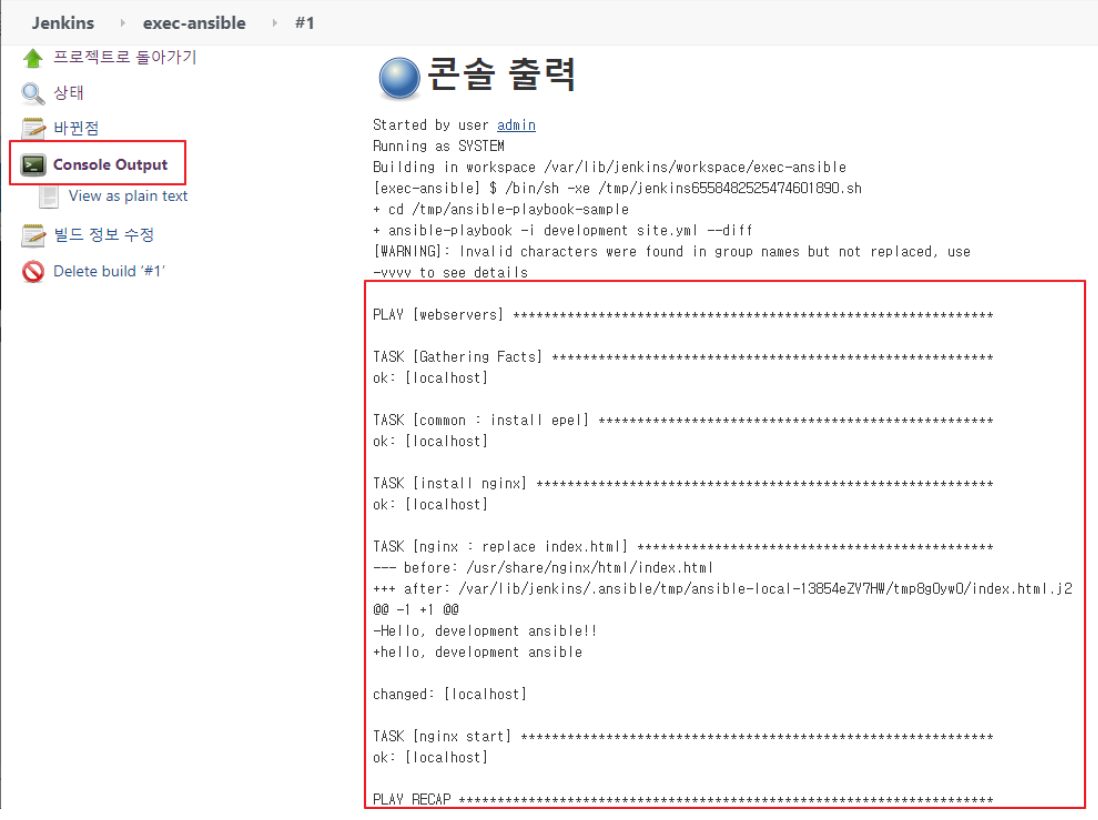 Jenkins › exec-ansible › #1
프로젝트로 돌아가기
상태
바뀐점
Console Output
View as plain text
빌드 정보 수정
Delete build ‘#1’
콘솔 출력
Started by user admin
Running as SYSTEM
Building in workspace /var/lib/jenkins/workspace/exec-ansible
[exec-ansible] $ /bin/sh -xe /tmp/jenkins6558482525474601890.sh
+ cd /tmp/ansible-playbook-sample
+ ansible-playbook -i development site.yml --diff
[WARNING]: Invalid characters were found in group names but not replaced, use
-vvvv to see details
PLAY [webservers] **************************************************************
TASK [Gathering Facts] *********************************************************
ok: [localhost]
TASK [common : install epel] ***************************************************
ok: [localhost]
TASK [install nginx] ***********************************************************
ok: [localhost]
TASK [nginx : replace index.html] **********************************************
--- before: /usr/share/nginx/html/index.html
+++ after: /var/lib/jenkins/.ansible/tmp/ansible-local-13854eZY7HW/tmp8gOywO/index.html.j2
@@ -1 +1 @@
-Hello, development ansible!!
+hello, development ansible
changed: [localhost]
TASK [nginx start] *************************************************************
ok: [localhost]
PLAY RECAP *********************************************************************